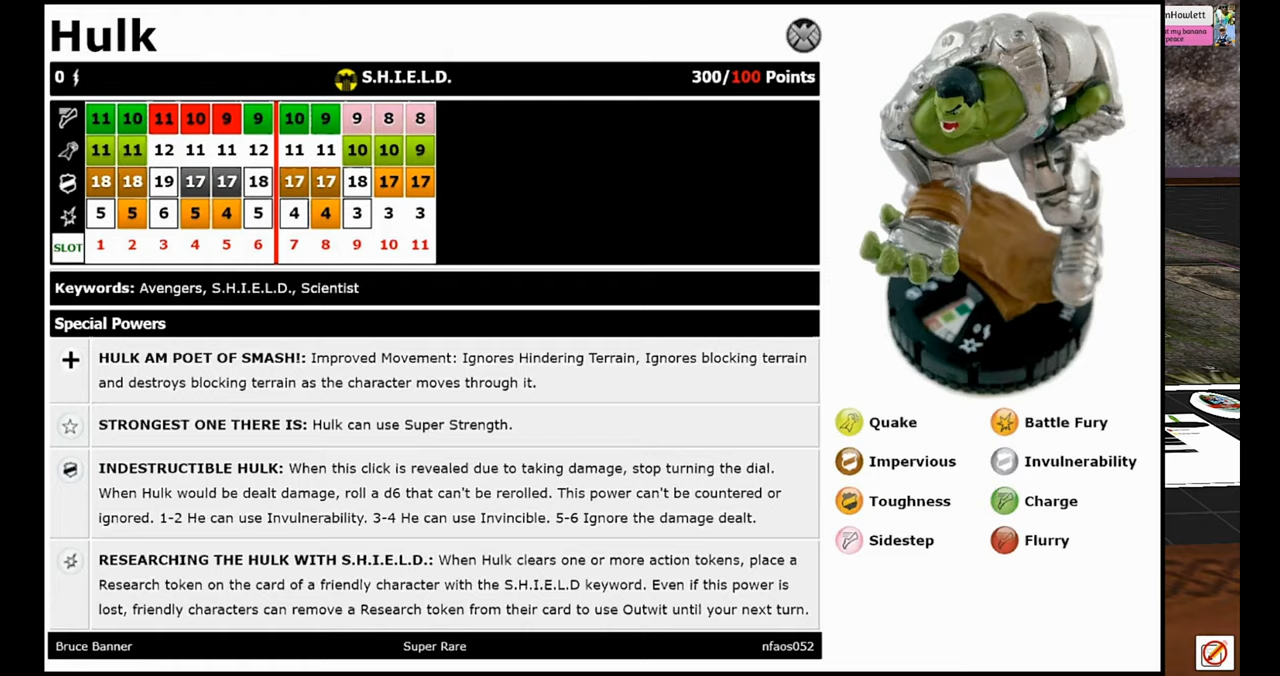 Hulk
0 S.H.I.E.L.D. 300/100 Points
11 10 11 10 9 9 10 9 9 8 8
11 11 12 11 11 12 11 11 10 10 9
18 18 19 17 17 18 17 17 18 17 17
5 5 6 5 4 5 4 4 3 3 3
SLOT 1 2 3 4 5 6 7 8 9 10 11
Keywords: Avengers, S.H.I.E.L.D., Scientist
Special Powers
HULK AM POET OF SMASH!: Improved Movement: Ignores Hindering Terrain, Ignores blocking terrain
and destroys blocking terrain as the character moves through it.
STRONGEST ONE THERE IS: Hulk can use Super Strength.
INDESTRUCTIBLE HULK: When this click is revealed due to taking damage, stop turning the dial.
When Hulk would be dealt damage, roll a d6 that can't be rerolled. This power can't be countered or
ignored. 1-2 He can use Invulnerability. 3-4 He can use Invincible. 5-6 Ignore the damage dealt.
RESEARCHING THE HULK WITH S.H.I.E.L.D.: When Hulk clears one or more action tokens, place a
Research token on the card of a friendly character with the S.H.I.E.L.D keyword. Even if this power is
lost, friendly characters can remove a Research token from their card to use Outwit until your next turn.
Bruce Banner Super Rare nfaos052
Quake Battle Fury
Impervious Invulnerability
Toughness Charge
Sidestep Flurry
nHowlett
my banana
peace